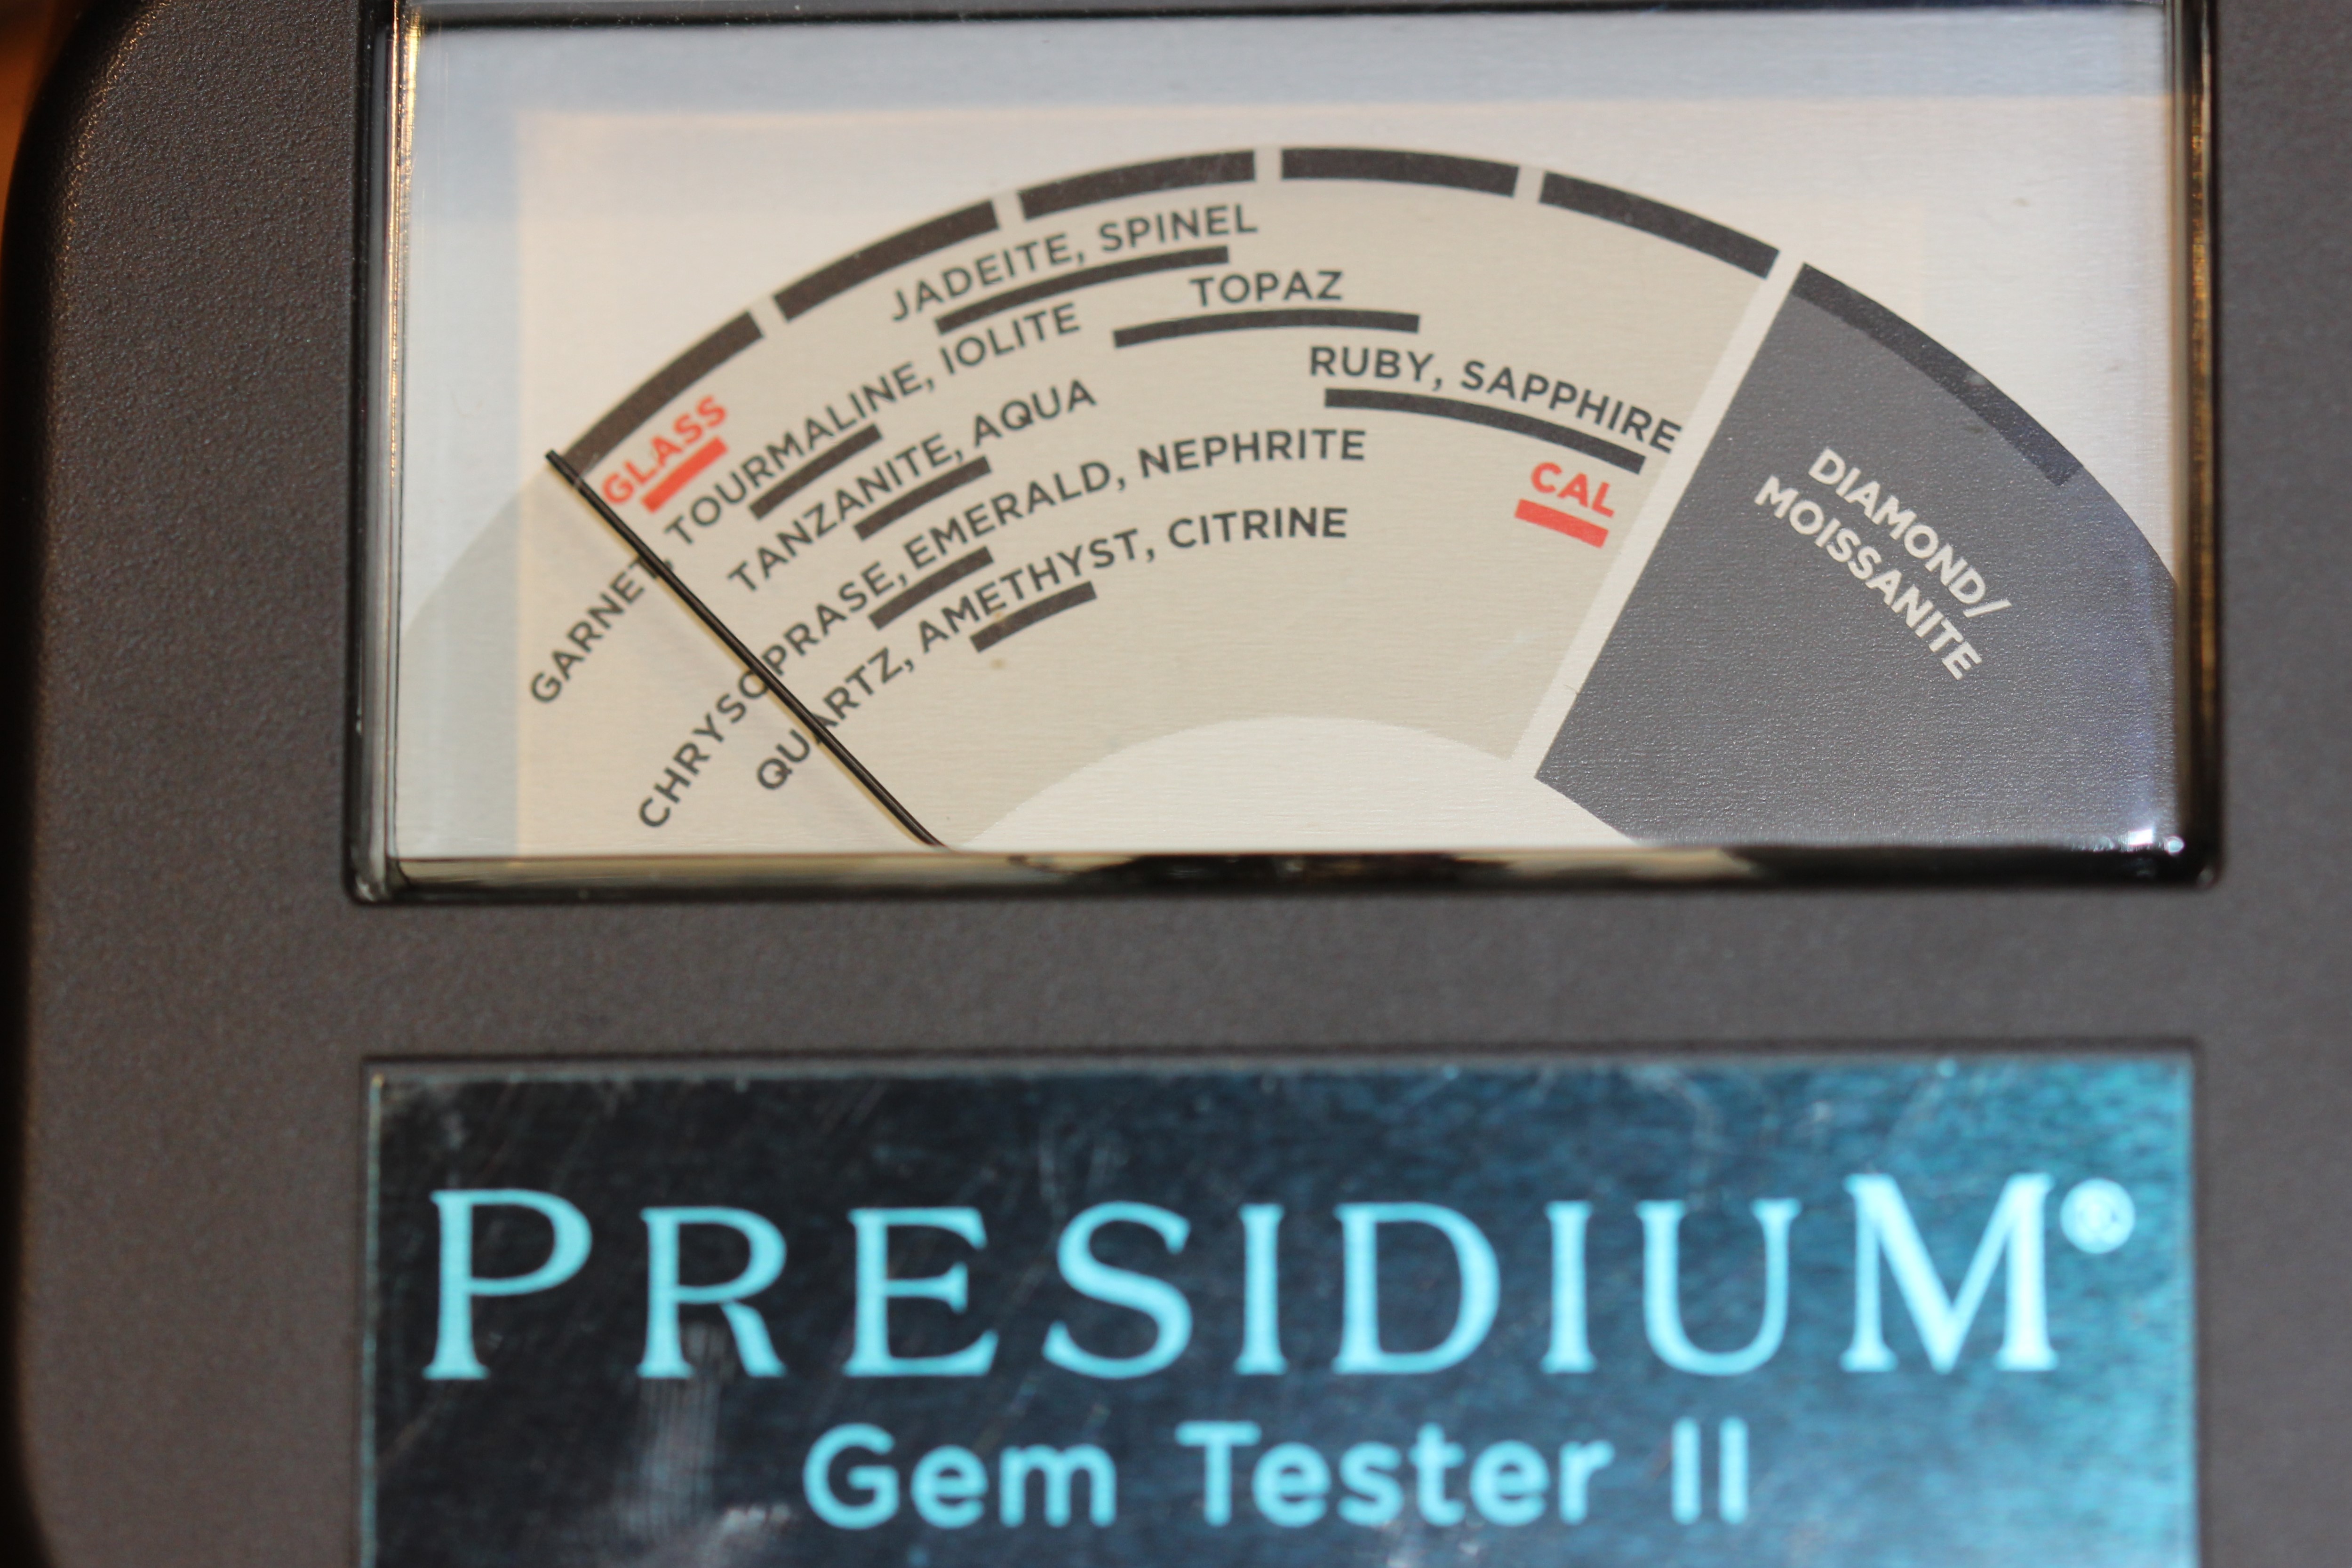 JADEITE, SPINEL
TOPAZ
RUBY, SAPPHIRE
GLASS
GARNET, TOURMALINE, IOLITE
TANZANITE, AQUA
CHRYSOPRASE, EMERALD, NEPHRITE
QUARTZ, AMETHYST, CITRINE
CAL
DIAMOND/
MOISSANITE
PRESIDIUM®
Gem Tester II